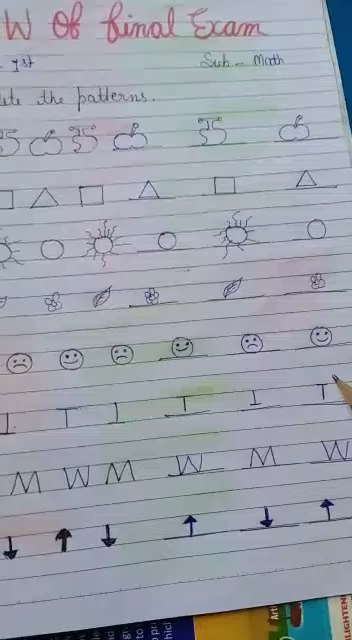 W Of final Exam
1st Sub - Math
the patterns.
I T I T I T
M W M W M W